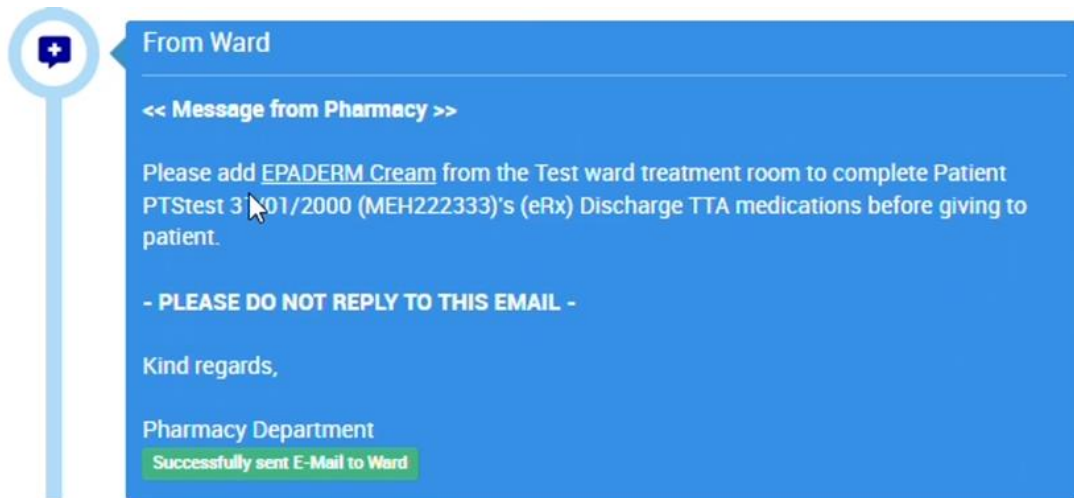 From Ward
<< Message from Pharmacy >>
Please add EPADERM Cream from the Test ward treatment room to complete Patient
PTStest /01/2000 (MEH222333)'s (eRx) Discharge TTA medications before giving to
patient.
- PLEASE DO NOT REPLY TO THIS EMAIL -
Kind regards,
Pharmacy Department
Successfully sent E-Mail to Ward